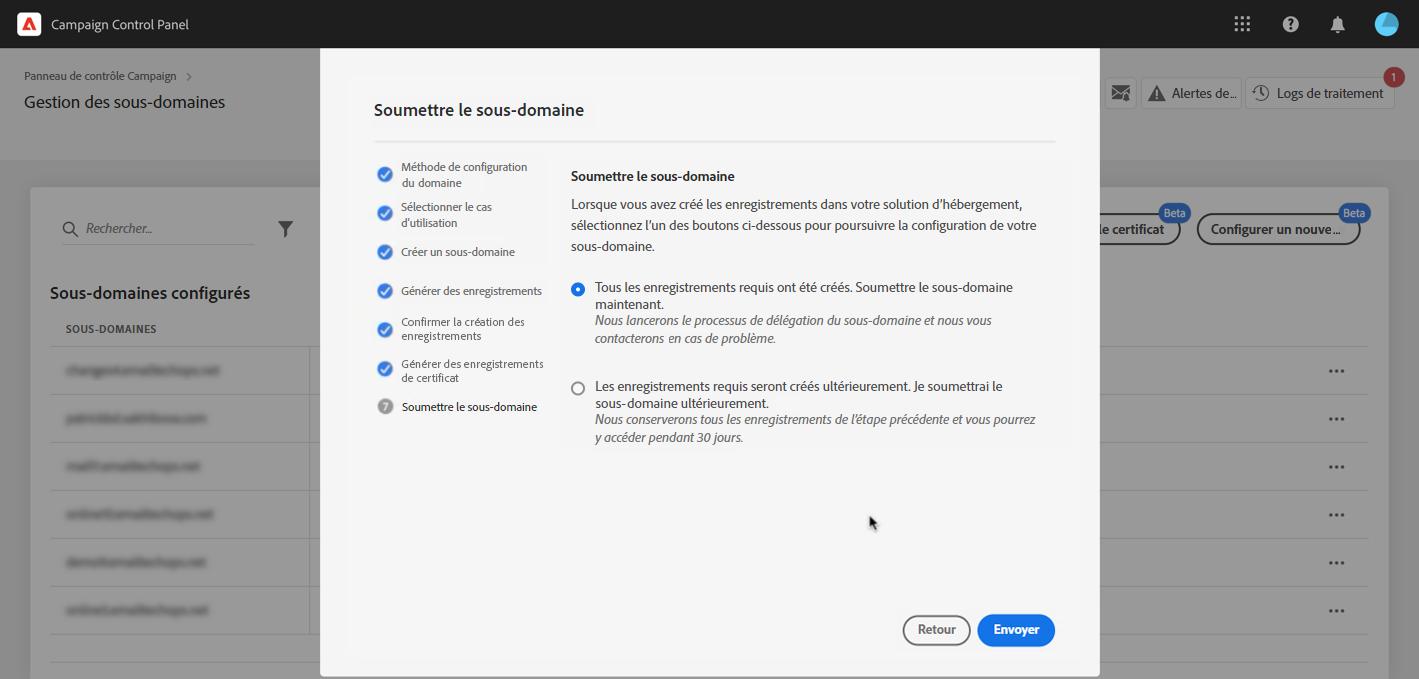 Campaign Control Panel
Panneau de contrôle Campaign
Gestion des sous-domaines
Alertes de...
Logs de traitement
1
Rechercher...
Beta
le certificat
Beta
Configurer un nouve...
Sous-domaines configurés
SOUS-DOMAINES
Soumettre le sous-domaine
Méthode de configuration
du domaine
Sélectionner le cas
d'utilisation
Créer un sous-domaine
Générer des enregistrements
Confirmer la création des
enregistrements
Générer des enregistrements
de certificat
7
Soumettre le sous-domaine
Soumettre le sous-domaine
Lorsque vous avez créé les enregistrements dans votre solution d’hébergement,
sélectionnez l’un des boutons ci-dessous pour poursuivre la configuration de votre
sous-domaine.
Tous les enregistrements requis ont été créés. Soumettre le sous-domaine
maintenant.
Nous lancerons le processus de délégation du sous-domaine et nous vous
contacterons en cas de problème.
Les enregistrements requis seront créés ultérieurement. Je soumettrai le
sous-domaine ultérieurement.
Nous conserverons tous les enregistrements de l’étape précédente et vous pourrez
y accéder pendant 30 jours.
Retour
Envoyer